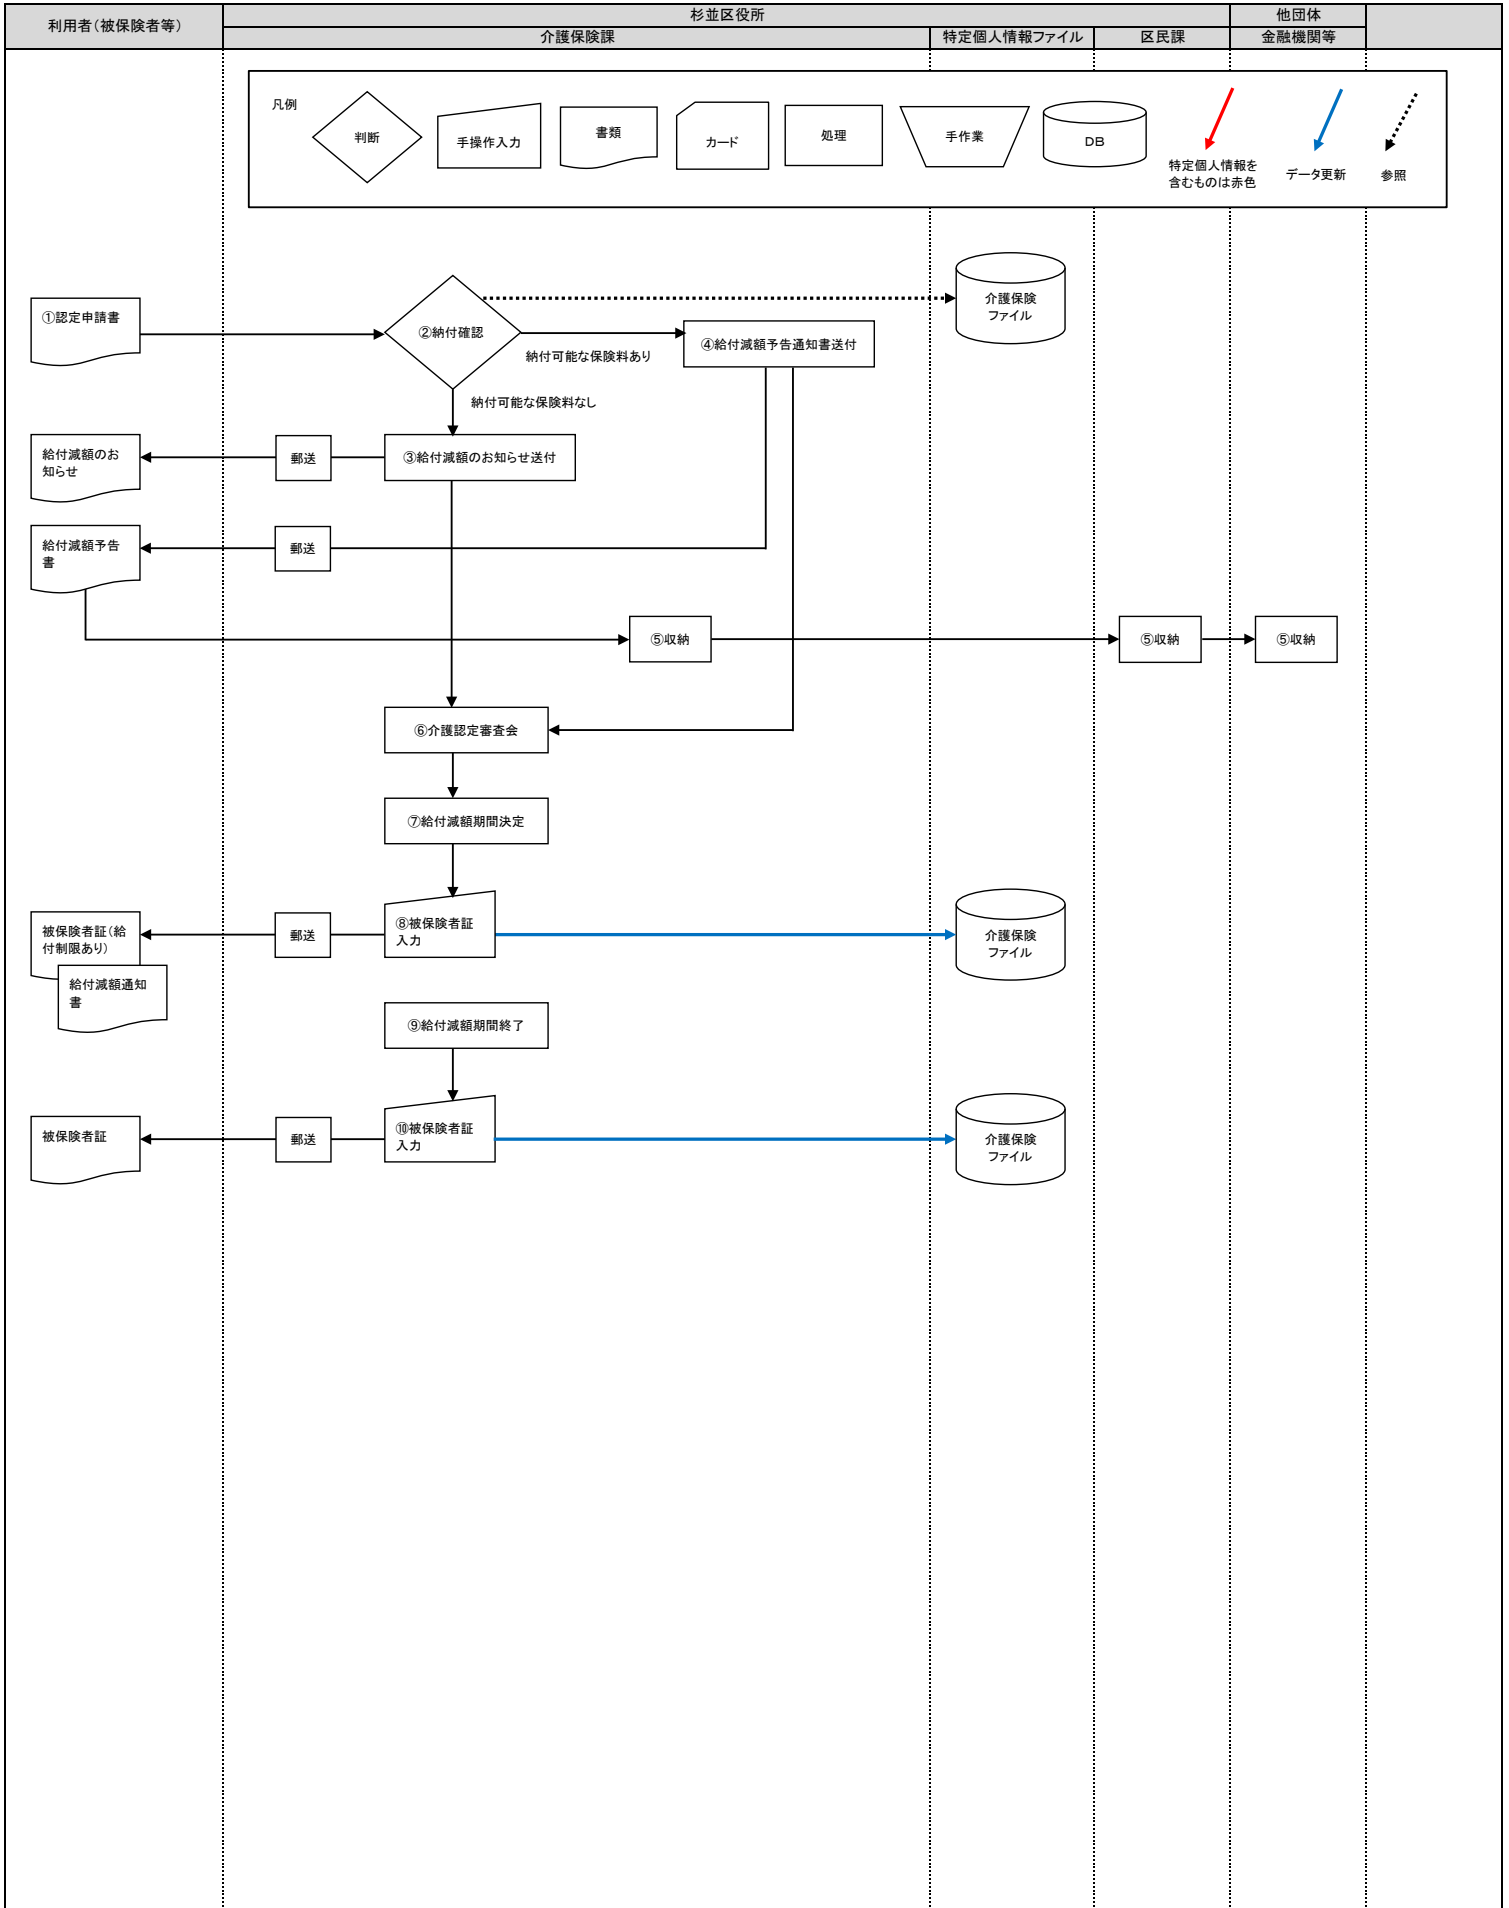 利用者（被保険者等）
杉並区役所
他団体
介護保険課
特定個人情報ファイル
区民課
金融機関等
凡例
判断
手操作入力
書類
カード
処理
手作業
DB
特定個人情報を
含むものは赤色
データ更新
参照
①認定申請書
②納付確認
納付可能な保険料あり
④給付減額予告通知書送付
介護保険
ファイル
納付可能な保険料なし
給付減額のお
知らせ
郵送
③給付減額のお知らせ送付
給付減額予告
書
郵送
⑤収納
⑤収納
⑤収納
⑥介護認定審査会
⑦給付減額期間決定
被保険者証（給
付制限あり）
給付減額通知
書
郵送
⑧被保険者証
入力
介護保険
ファイル
⑨給付減額期間終了
被保険者証
郵送
⑩被保険者証
入力
介護保険
ファイル